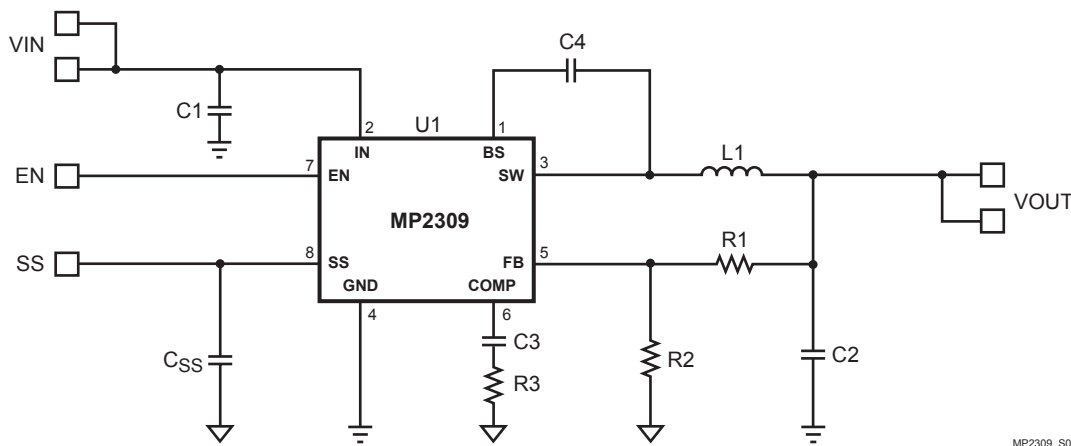 VIN
C1
C4
U1
2
1
IN
BS
L1
EN
7
EN
SW
3
VOUT
MP2309
R1
SS
8
SS
FB
5
GND
COMP
4
6
C3
CSS
R3
R2
C2
MP2309_S0